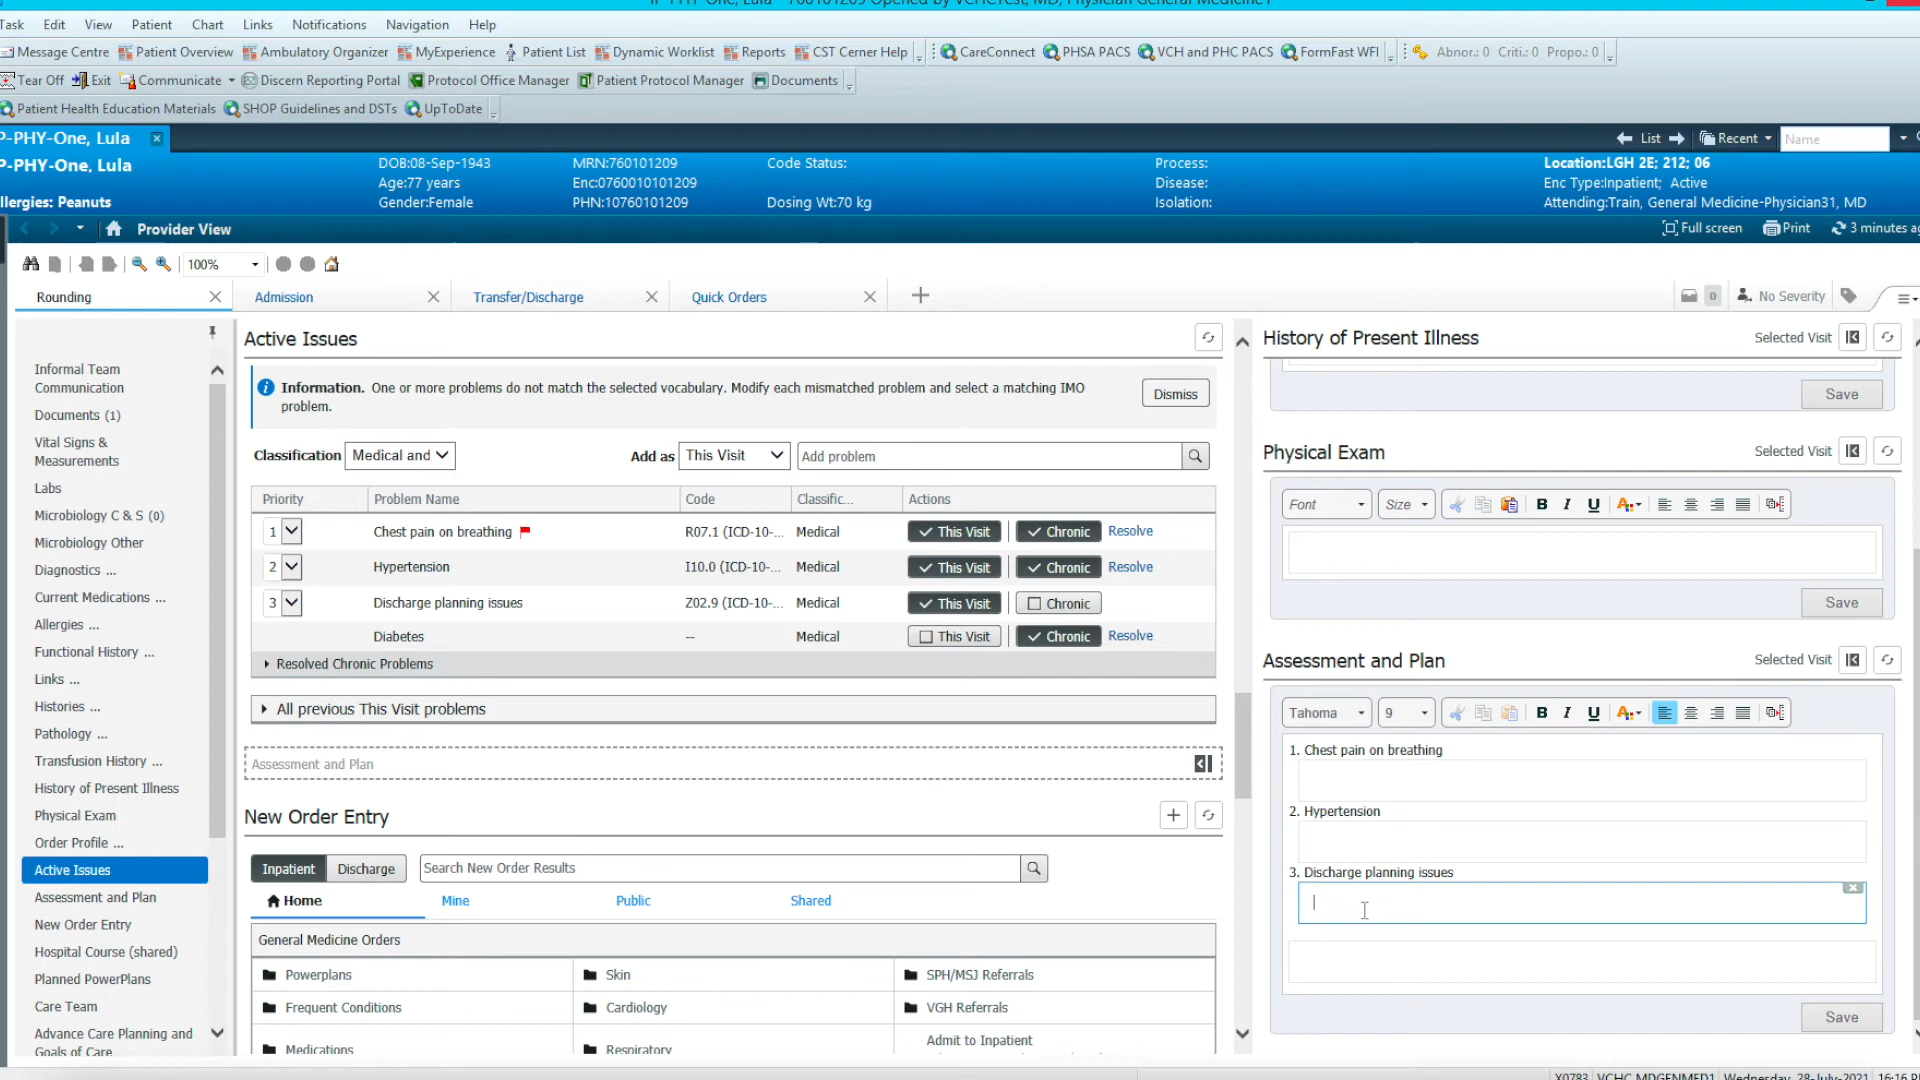 Task Edit View Patient Chart Links Notifications Navigation Help
Message Centre Patient Overview Ambulatory Organizer MyExperience Patient List Dynamic Worklist Reports CST Cerner Help CareConnect PHSA PACS VCH and PHC PACS FormFast WFI Abnor.: 0 Criti.: 0 Propo.: 0
Tear Off Exit Communicate Discern Reporting Portal Protocol Office Manager Patient Protocol Manager Documents
Patient Health Education Materials SHOP Guidelines and DSTs UpToDate
P-PHY-One, Lula List Recent Name
P-PHY-One, Lula DOB:08-Sep-1943 MRN:760101209 Code Status: Process: Location:LGH 2E; 212; 06
Age:77 years Enc:0760010101209 Disease: Enc Type:Inpatient; Active
llergies: Peanuts Gender:Female PHN:10760101209 Dosing Wt:70 kg Isolation: Attending:Train, General Medicine-Physician31, MD
Provider View Full screen Print 3 minutes ag
100%
Rounding Admission Transfer/Discharge Quick Orders 0 No Severity
Informal Team
Communication
Documents (1)
Vital Signs &
Measurements
Labs
Microbiology C & S (0)
Microbiology Other
Diagnostics ...
Current Medications ...
Allergies ...
Functional History ...
Links ...
Histories ...
Pathology ...
Transfusion History ...
History of Present Illness
Physical Exam
Order Profile ...
Active Issues
Assessment and Plan
New Order Entry
Hospital Course (shared)
Planned PowerPlans
Care Team
Advance Care Planning and
Goals of Care
Active Issues
Information. One or more problems do not match the selected vocabulary. Modify each mismatched problem and select a matching IMO
problem.
Dismiss
Classification Medical and Add as This Visit Add problem
Priority Problem Name Code Classific... Actions
1 Chest pain on breathing R07.1 (ICD-10-... Medical This Visit Chronic Resolve
2 Hypertension I10.0 (ICD-10-... Medical This Visit Chronic Resolve
3 Discharge planning issues Z02.9 (ICD-10-... Medical This Visit Chronic
Diabetes -- Medical This Visit Chronic Resolve
Resolved Chronic Problems
All previous This Visit problems
Assessment and Plan
New Order Entry
Inpatient Discharge Search New Order Results
Home Mine Public Shared
General Medicine Orders
Powerplans Skin SPH/MSJ Referrals
Frequent Conditions Cardiology VGH Referrals
Medications Respiratory Admit to Inpatient
History of Present Illness Selected Visit
Save
Physical Exam Selected Visit
Font Size B I U A
Save
Assessment and Plan Selected Visit
Tahoma 9 B I U A
1. Chest pain on breathing
2. Hypertension
3. Discharge planning issues
Save
X0783 VCHC.MDGENMED1 Wednesday, 28-July-2021 16:16